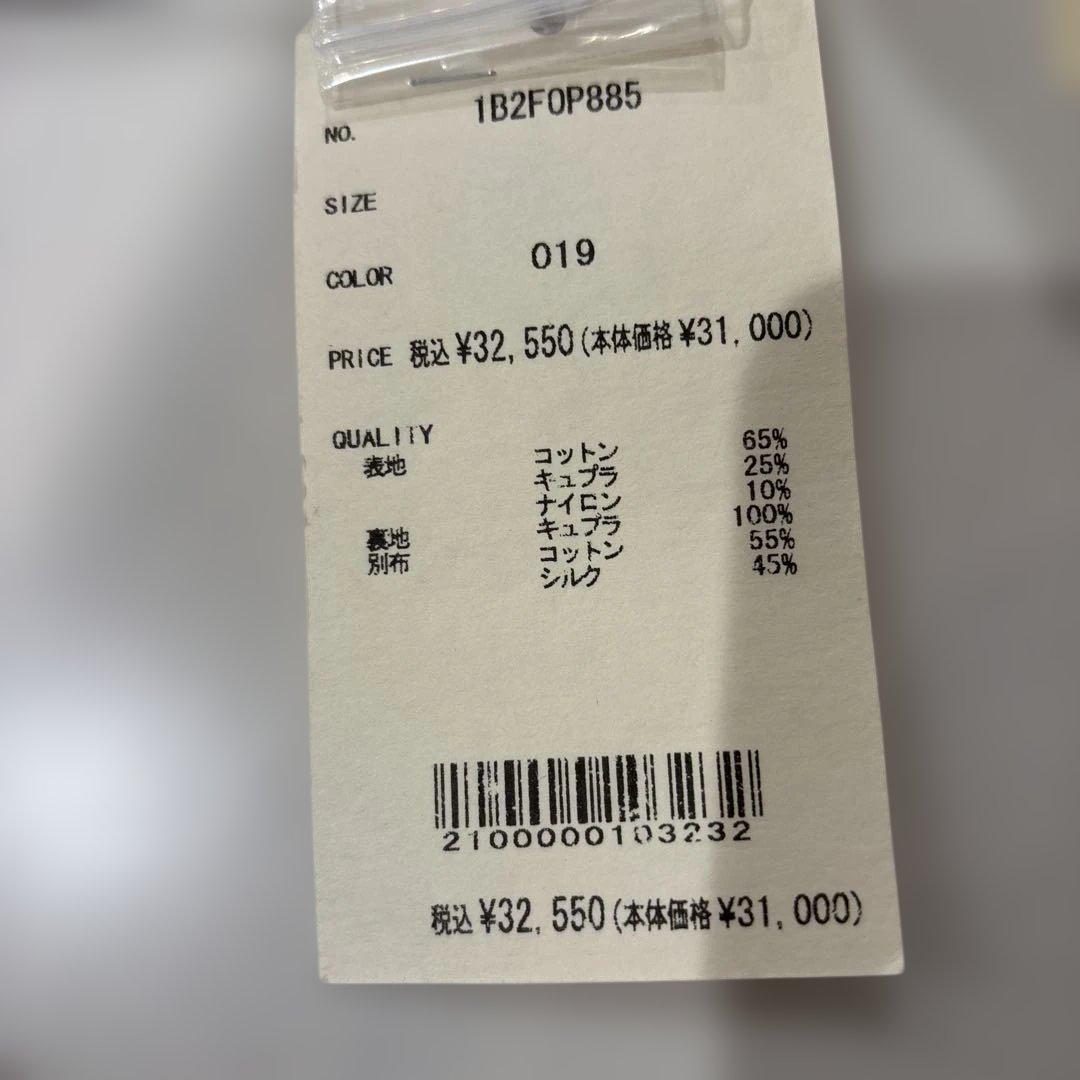 NO. 1B2FOP885
SIZE
COLOR 019
PRICE 税込 ¥32,550(本体価格 ¥31,000)
QUALITY
表地 コットン 65%
キュプラ 25%
ナイロン 10%
裏地 キュプラ 100%
別布 コットン 55%
シルク 45%
2100000103232
税込 ¥32,550(本体価格 ¥31,000)